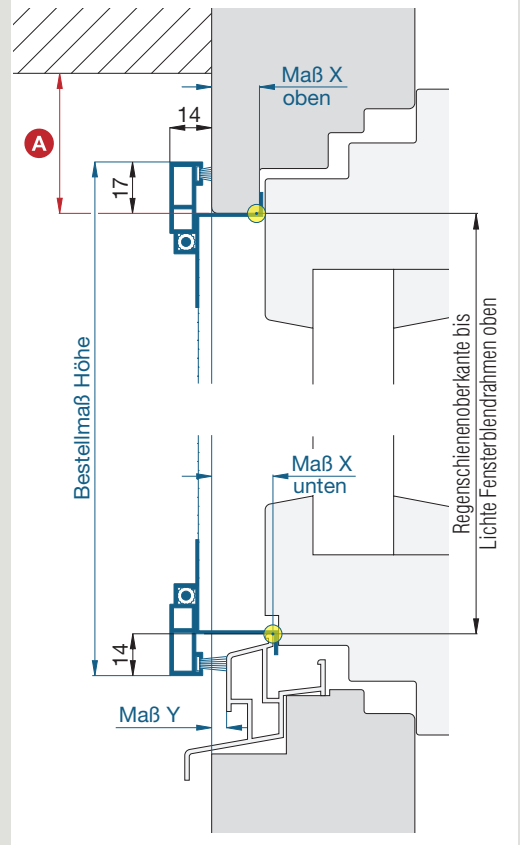 Maß X
oben
14
A
17
Bestellmaß Höhe
Regenschienenoberkante bis
Lichte Fensterblendrahmen oben
Maß X
unten
14
Maß Y